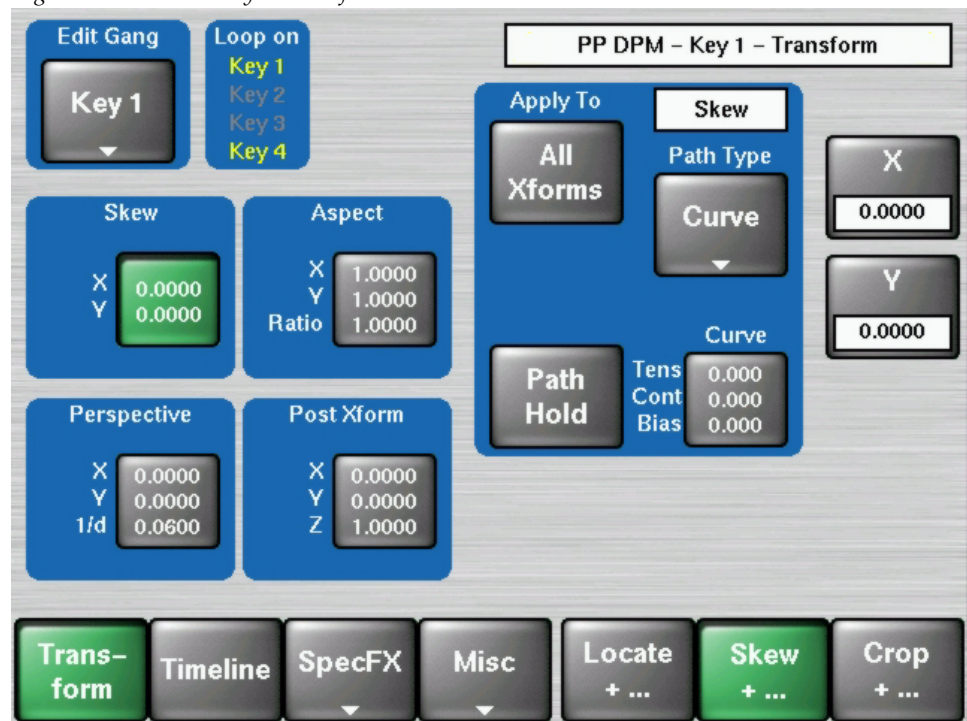 Edit Gang
Key 1
Loop on
Key 1
Key 2
Key 3
Key 4
PP DPM – Key 1 – Transform
Apply To
All
Xforms
Skew
Path Type
Curve
X
0.0000
Y
0.0000
Skew
X 0.0000
Y 0.0000
Aspect
X 1.0000
Y 1.0000
Ratio 1.0000
Path
Hold
Curve
Tens 0.000
Cont 0.000
Bias 0.000
Perspective
X 0.0000
Y 0.0000
1/d 0.0600
Post Xform
X 0.0000
Y 0.0000
Z 1.0000
Trans–
form
Timeline
SpecFX
Misc
Locate
+ ...
Skew
+ ...
Crop
+ ...